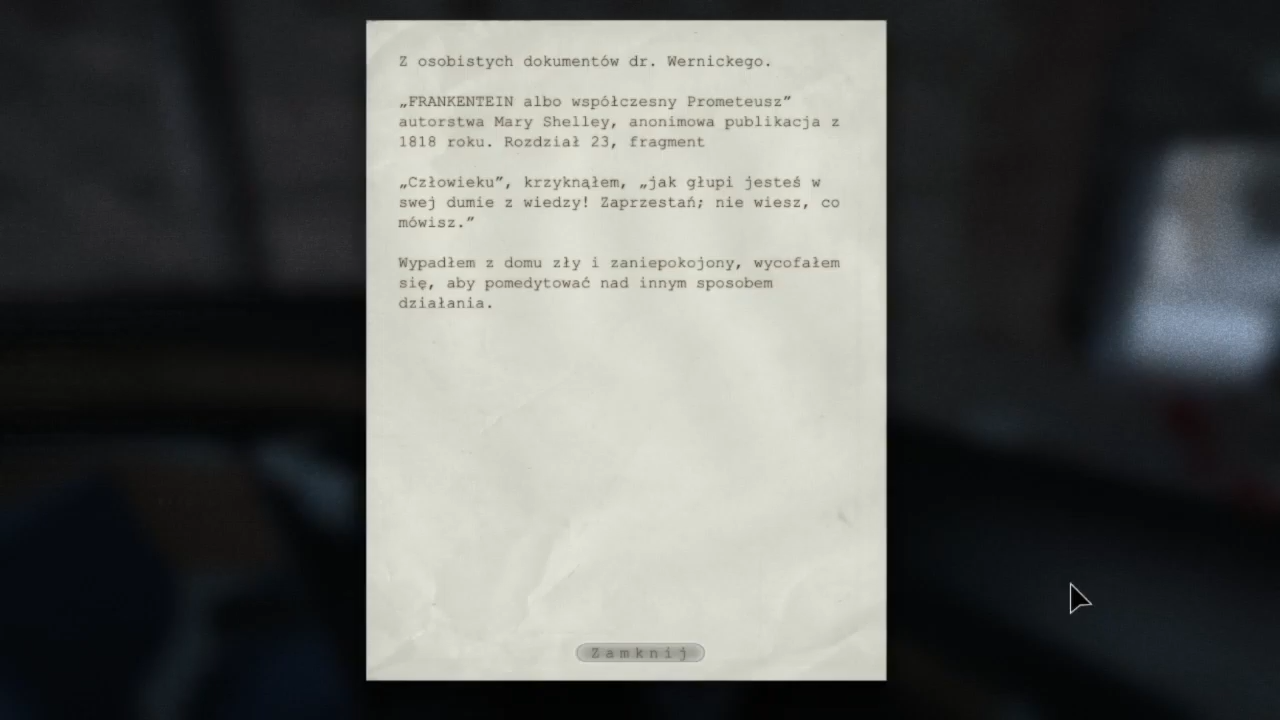 Z osobistych dokumentów dr. Wernickego.
„FRANKENTEIN albo współczesny Prometeusz”
autorstwa Mary Shelley, anonimowa publikacja z
1818 roku. Rozdział 23, fragment
„Człowieku”, krzyknąłem, „jak głupi jesteś w
swej dumie z wiedzy! Zaprzestań; nie wiesz, co
mówisz.”
Wypadłem z domu zły i zaniepokojony, wycofałem
się, aby pomedytować nad innym sposobem
działania.
Zamknij